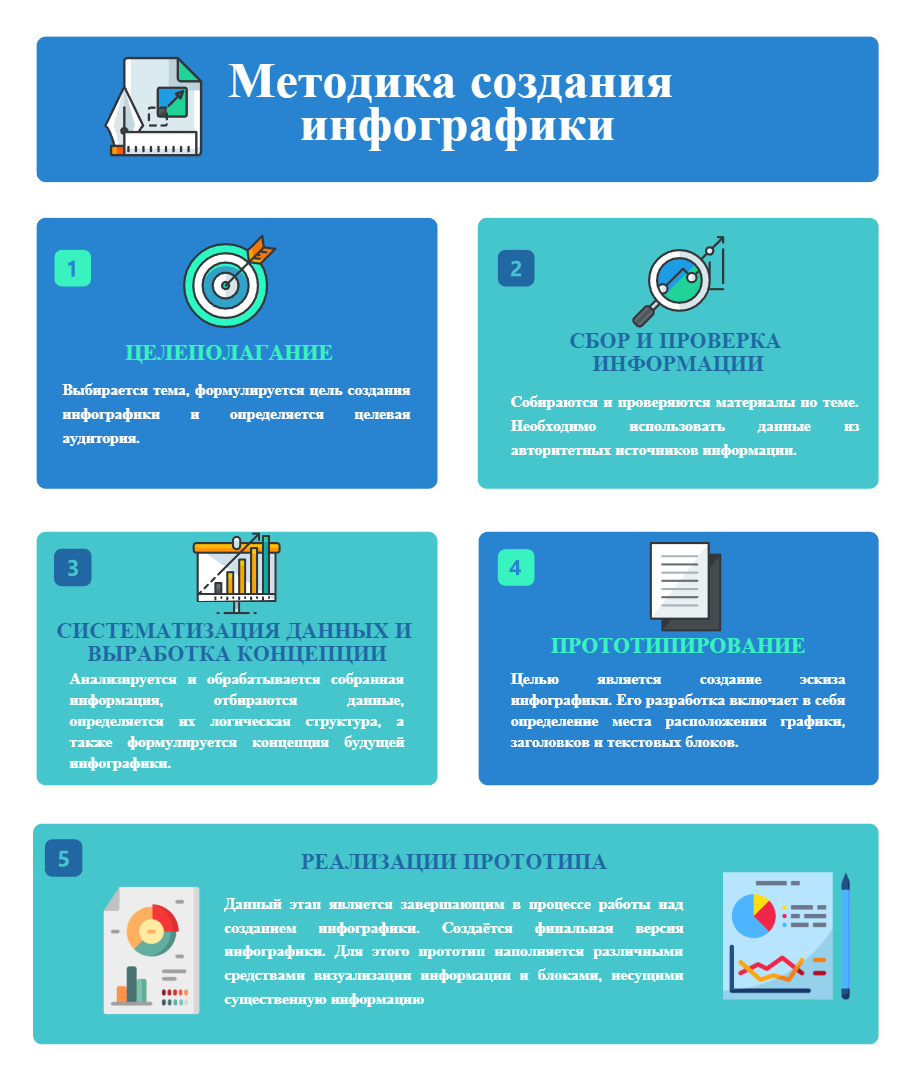 Методика создания
инфографики
1
ЦЕЛЕПОЛАГАНИЕ
Выбирается тема, формулируется цель создания
инфографики и определяется целевая
аудитория.
2
СБОР И ПРОВЕРКА
ИНФОРМАЦИИ
Собираются и проверяются материалы по теме.
Необходимо использовать данные из
авторитетных источников информации.
3
СИСТЕМАТИЗАЦИЯ ДАННЫХ И
ВЫРАБОТКА КОНЦЕПЦИИ
Анализируется и обрабатывается собранная
информация, отбираются данные,
определяется их логическая структура, а
также формулируется концепция будущей
инфографики.
4
ПРОТОТИПИРОВАНИЕ
Целью является создание эскиза
инфографики. Его разработка включает в себя
определение места расположения графики,
заголовков и текстовых блоков.
5
РЕАЛИЗАЦИИ ПРОТОТИПА
Данный этап является завершающим в процессе работы над
созданием инфографики. Создаётся финальная версия
инфографики. Для этого прототип наполняется различными
средствами визуализации информации и блоками, несущими
существенную информацию